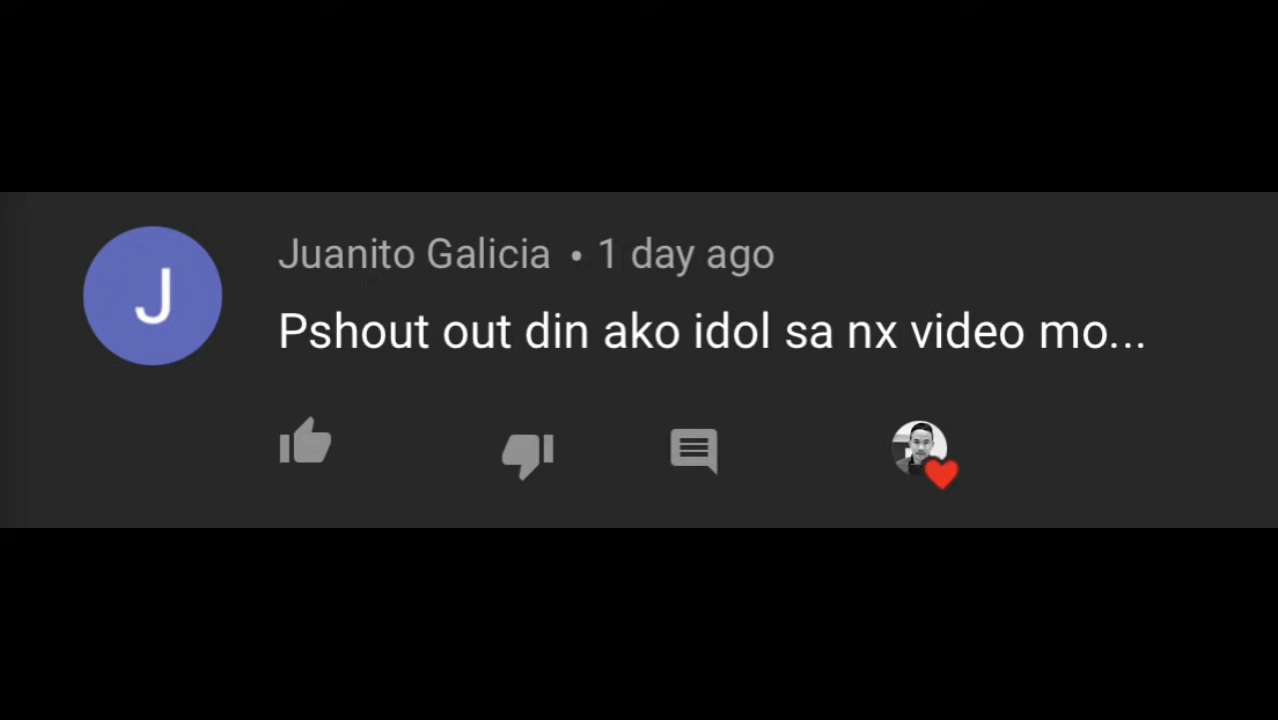 J
Juanito Galicia • 1 day ago
Pshout out din ako idol sa nx video mo...